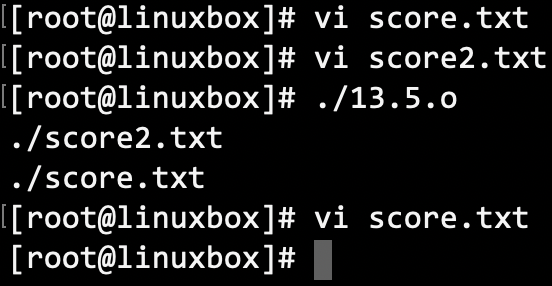 [root@linuxbox]# vi score.txt
[root@linuxbox]# vi score2.txt
[root@linuxbox]# ./13.5.o
./score2.txt
./score.txt
[root@linuxbox]# vi score.txt
[root@linuxbox]#